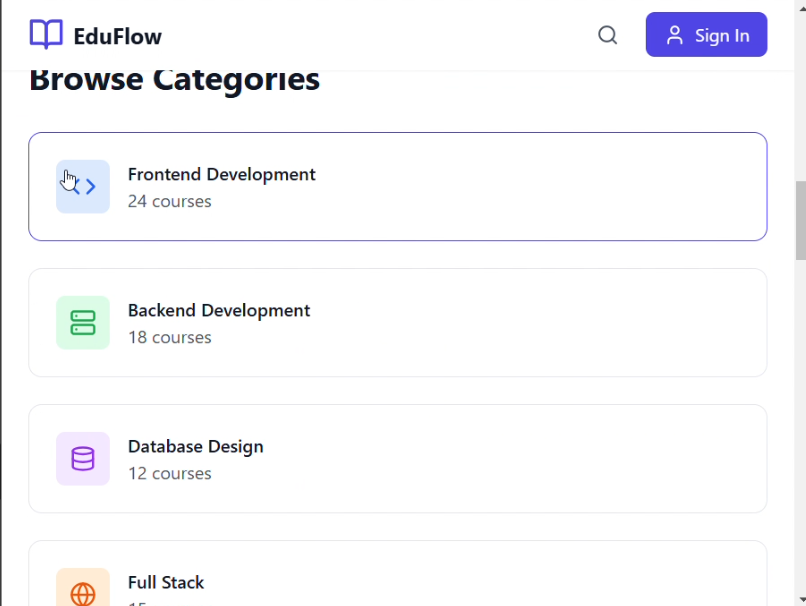 EduFlow
Sign In
Browse Categories
Frontend Development
24 courses
Backend Development
18 courses
Database Design
12 courses
Full Stack